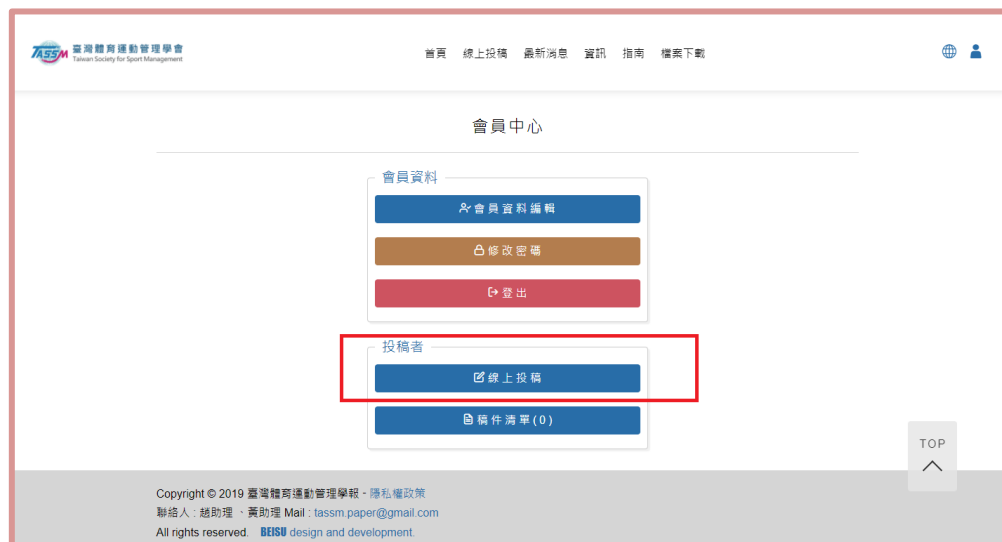 TASSM 臺灣體育運動管理學會
Taiwan Society for Sport Management
首頁 線上投稿 最新消息 資訊 指南 檔案下載
會員中心
會員資料
會員資料編輯
修改密碼
登出
投稿者
線上投稿
稿件清單(0)
TOP
Copyright © 2019 臺灣體育運動管理學報 - 隱私權政策
聯絡人 : 趙助理 、黃助理 Mail : tassm.paper@gmail.com
All rights reserved. BEISU design and development.